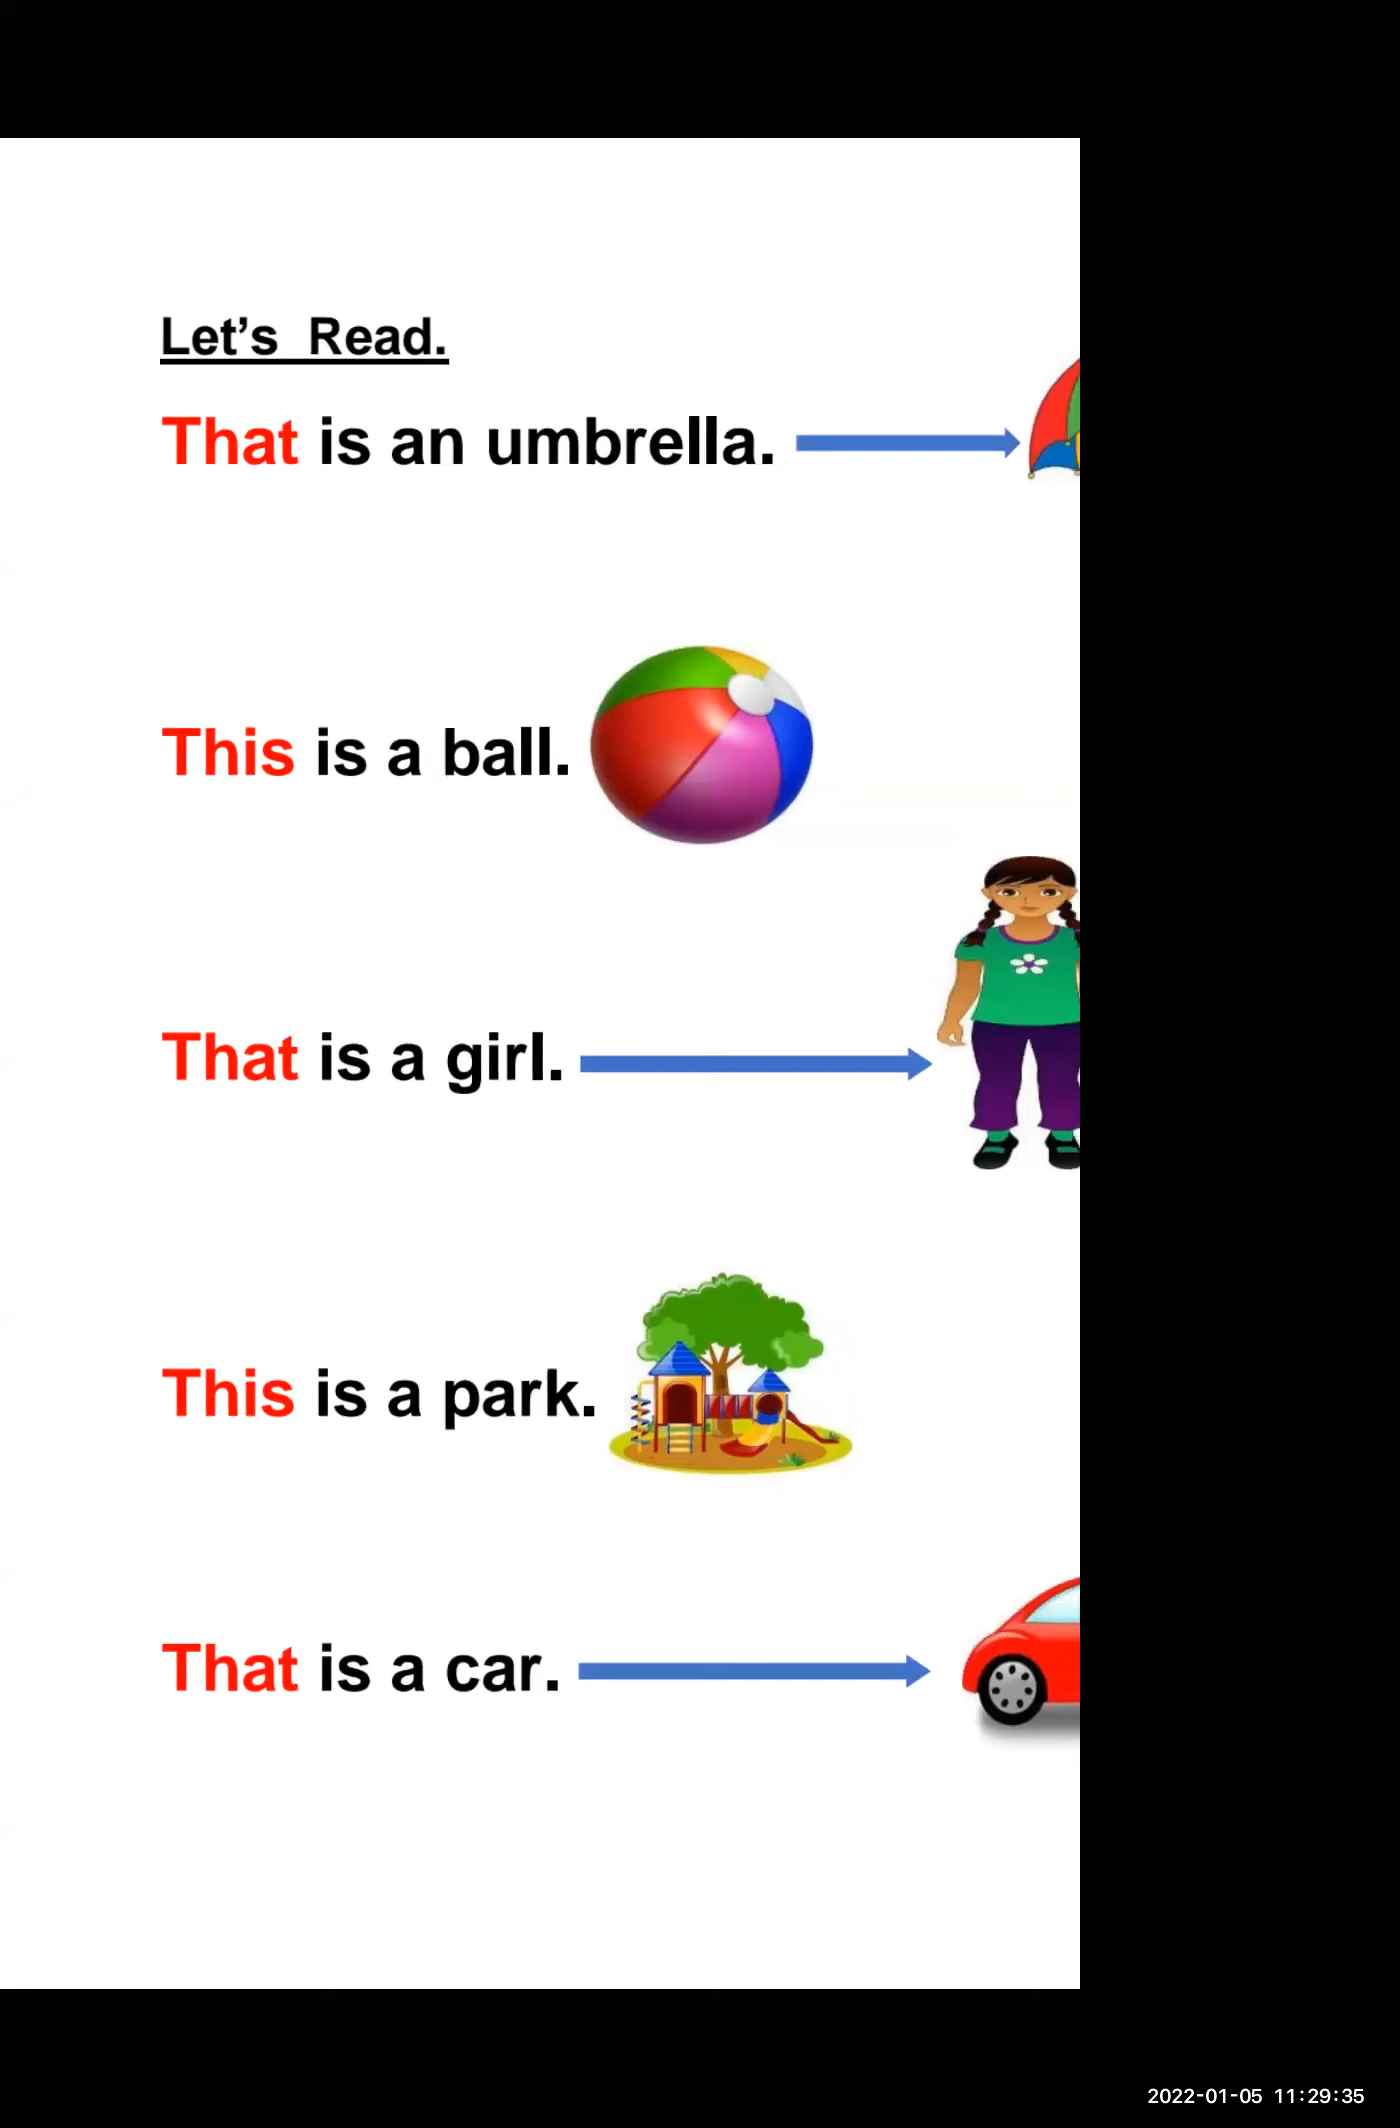 Let’s Read.
That is an umbrella.
This is a ball.
That is a girl.
This is a park.
That is a car.
2022-01-05 11:29:35